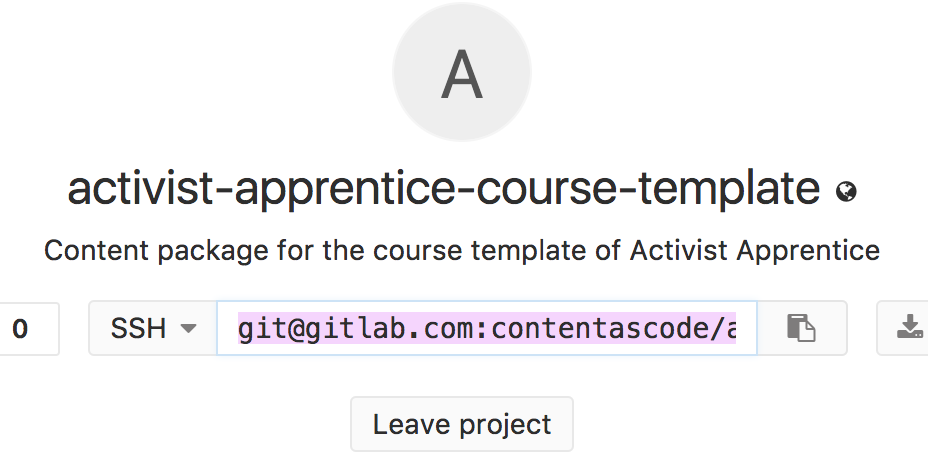 A
activist-apprentice-course-template
Content package for the course template of Activist Apprentice
0 SSH git@gitlab.com:contentascode/a
Leave project